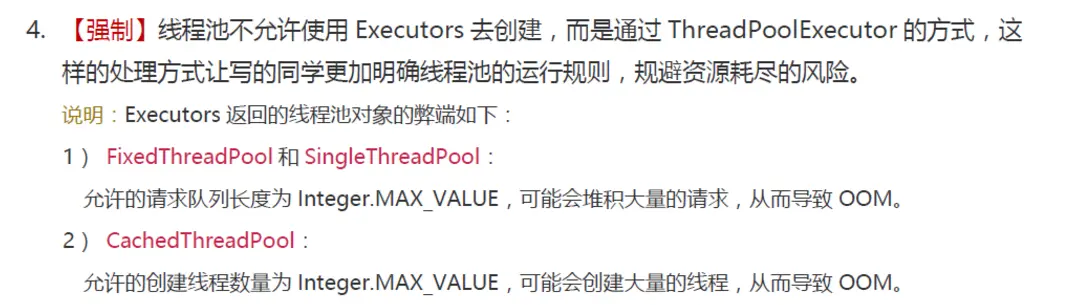 4. 【强制】线程池不允许使用 Executors 去创建，而是通过 ThreadPoolExecutor 的方式，这
样的处理方式让写的同学更加明确线程池的运行规则，规避资源耗尽的风险。
说明：Executors 返回的线程池对象的弊端如下：
1） FixedThreadPool 和 SingleThreadPool：
允许的请求队列长度为 Integer.MAX_VALUE，可能会堆积大量的请求，从而导致 OOM。
2） CachedThreadPool：
允许的创建线程数量为 Integer.MAX_VALUE，可能会创建大量的线程，从而导致 OOM。